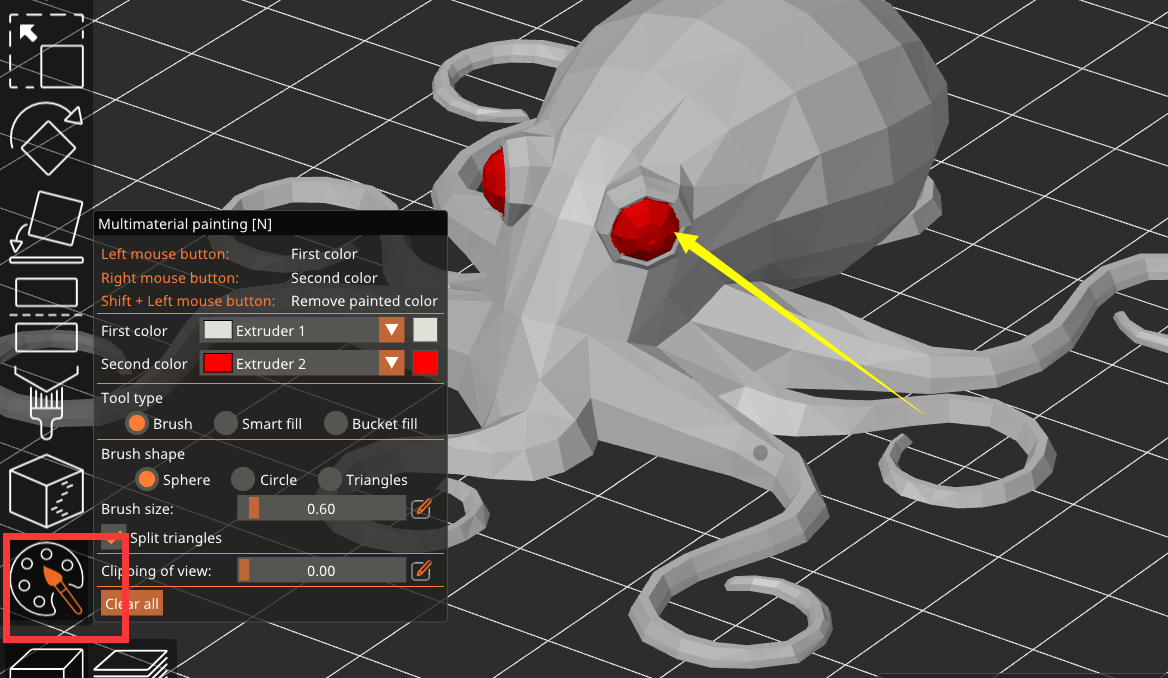 Multimaterial painting [N]
Left mouse button: First color
Right mouse button: Second color
Shift + Left mouse button: Remove painted color
First color Extruder 1
Second color Extruder 2
Tool type
Brush Smart fill Bucket fill
Brush shape
Sphere Circle Triangles
Brush size: 0.60
Split triangles
Clipping of view: 0.00
Clear all